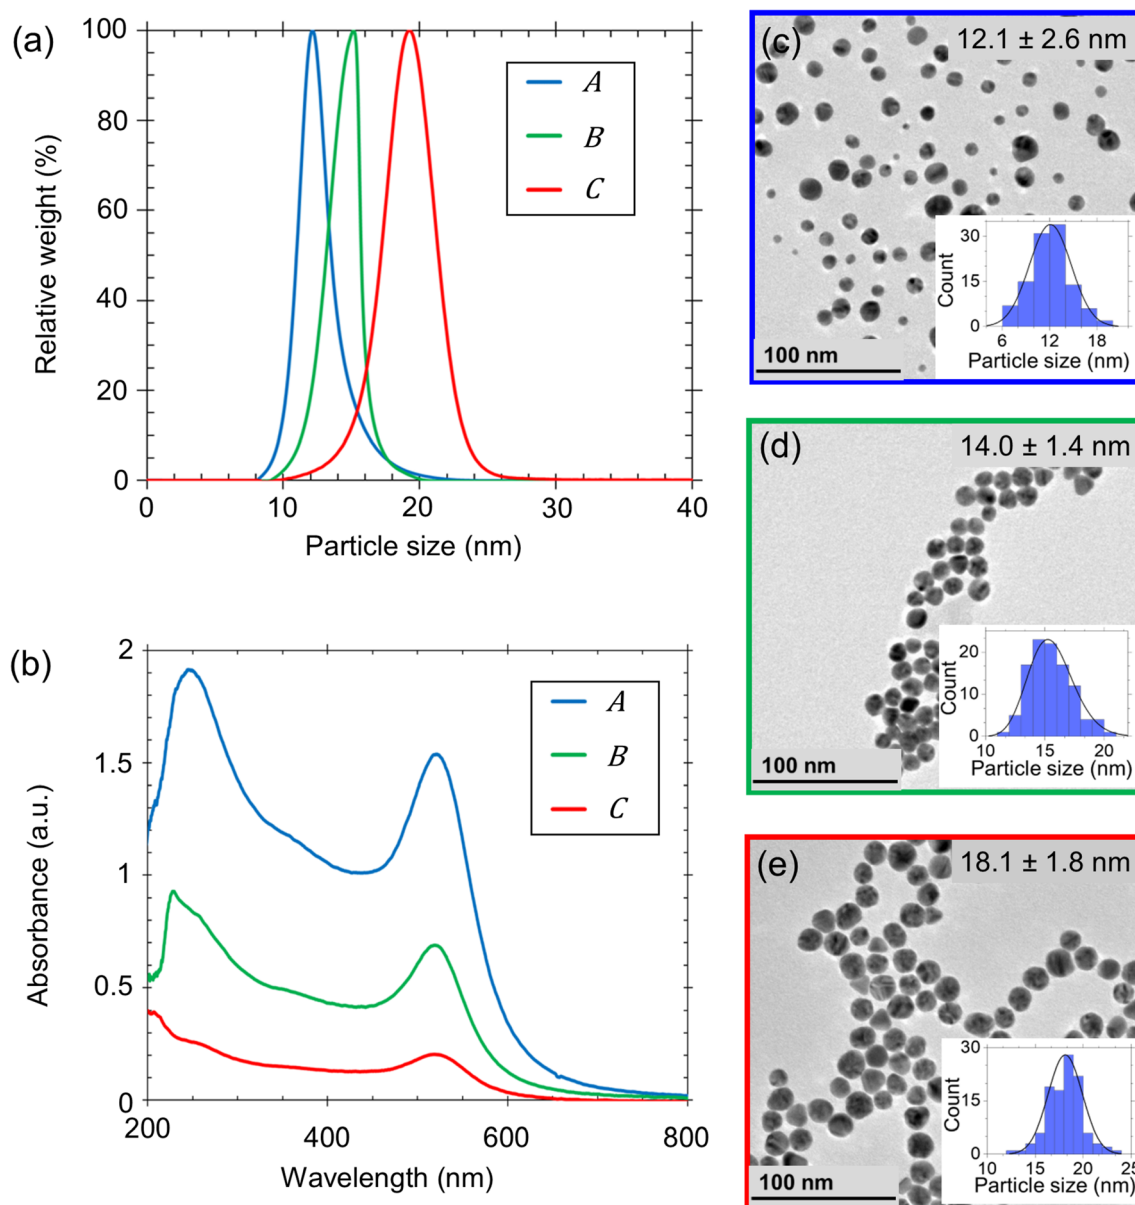 (a)
Relative weight (%)
100
80
60
40
20
0
A
B
C
0 10 20 30 40
Particle size (nm)
(b)
Absorbance (a.u.)
2
1.5
1
0.5
0
A
B
C
200 400 600 800
Wavelength (nm)
(c) 12.1 ± 2.6 nm
100 nm
Count
30
15
0
6 12 18
Particle size (nm)
(d) 14.0 ± 1.4 nm
100 nm
Count
20
10
0
10 15 20
Particle size (nm)
(e) 18.1 ± 1.8 nm
100 nm
Count
30
15
0
10 15 20 25
Particle size (nm)